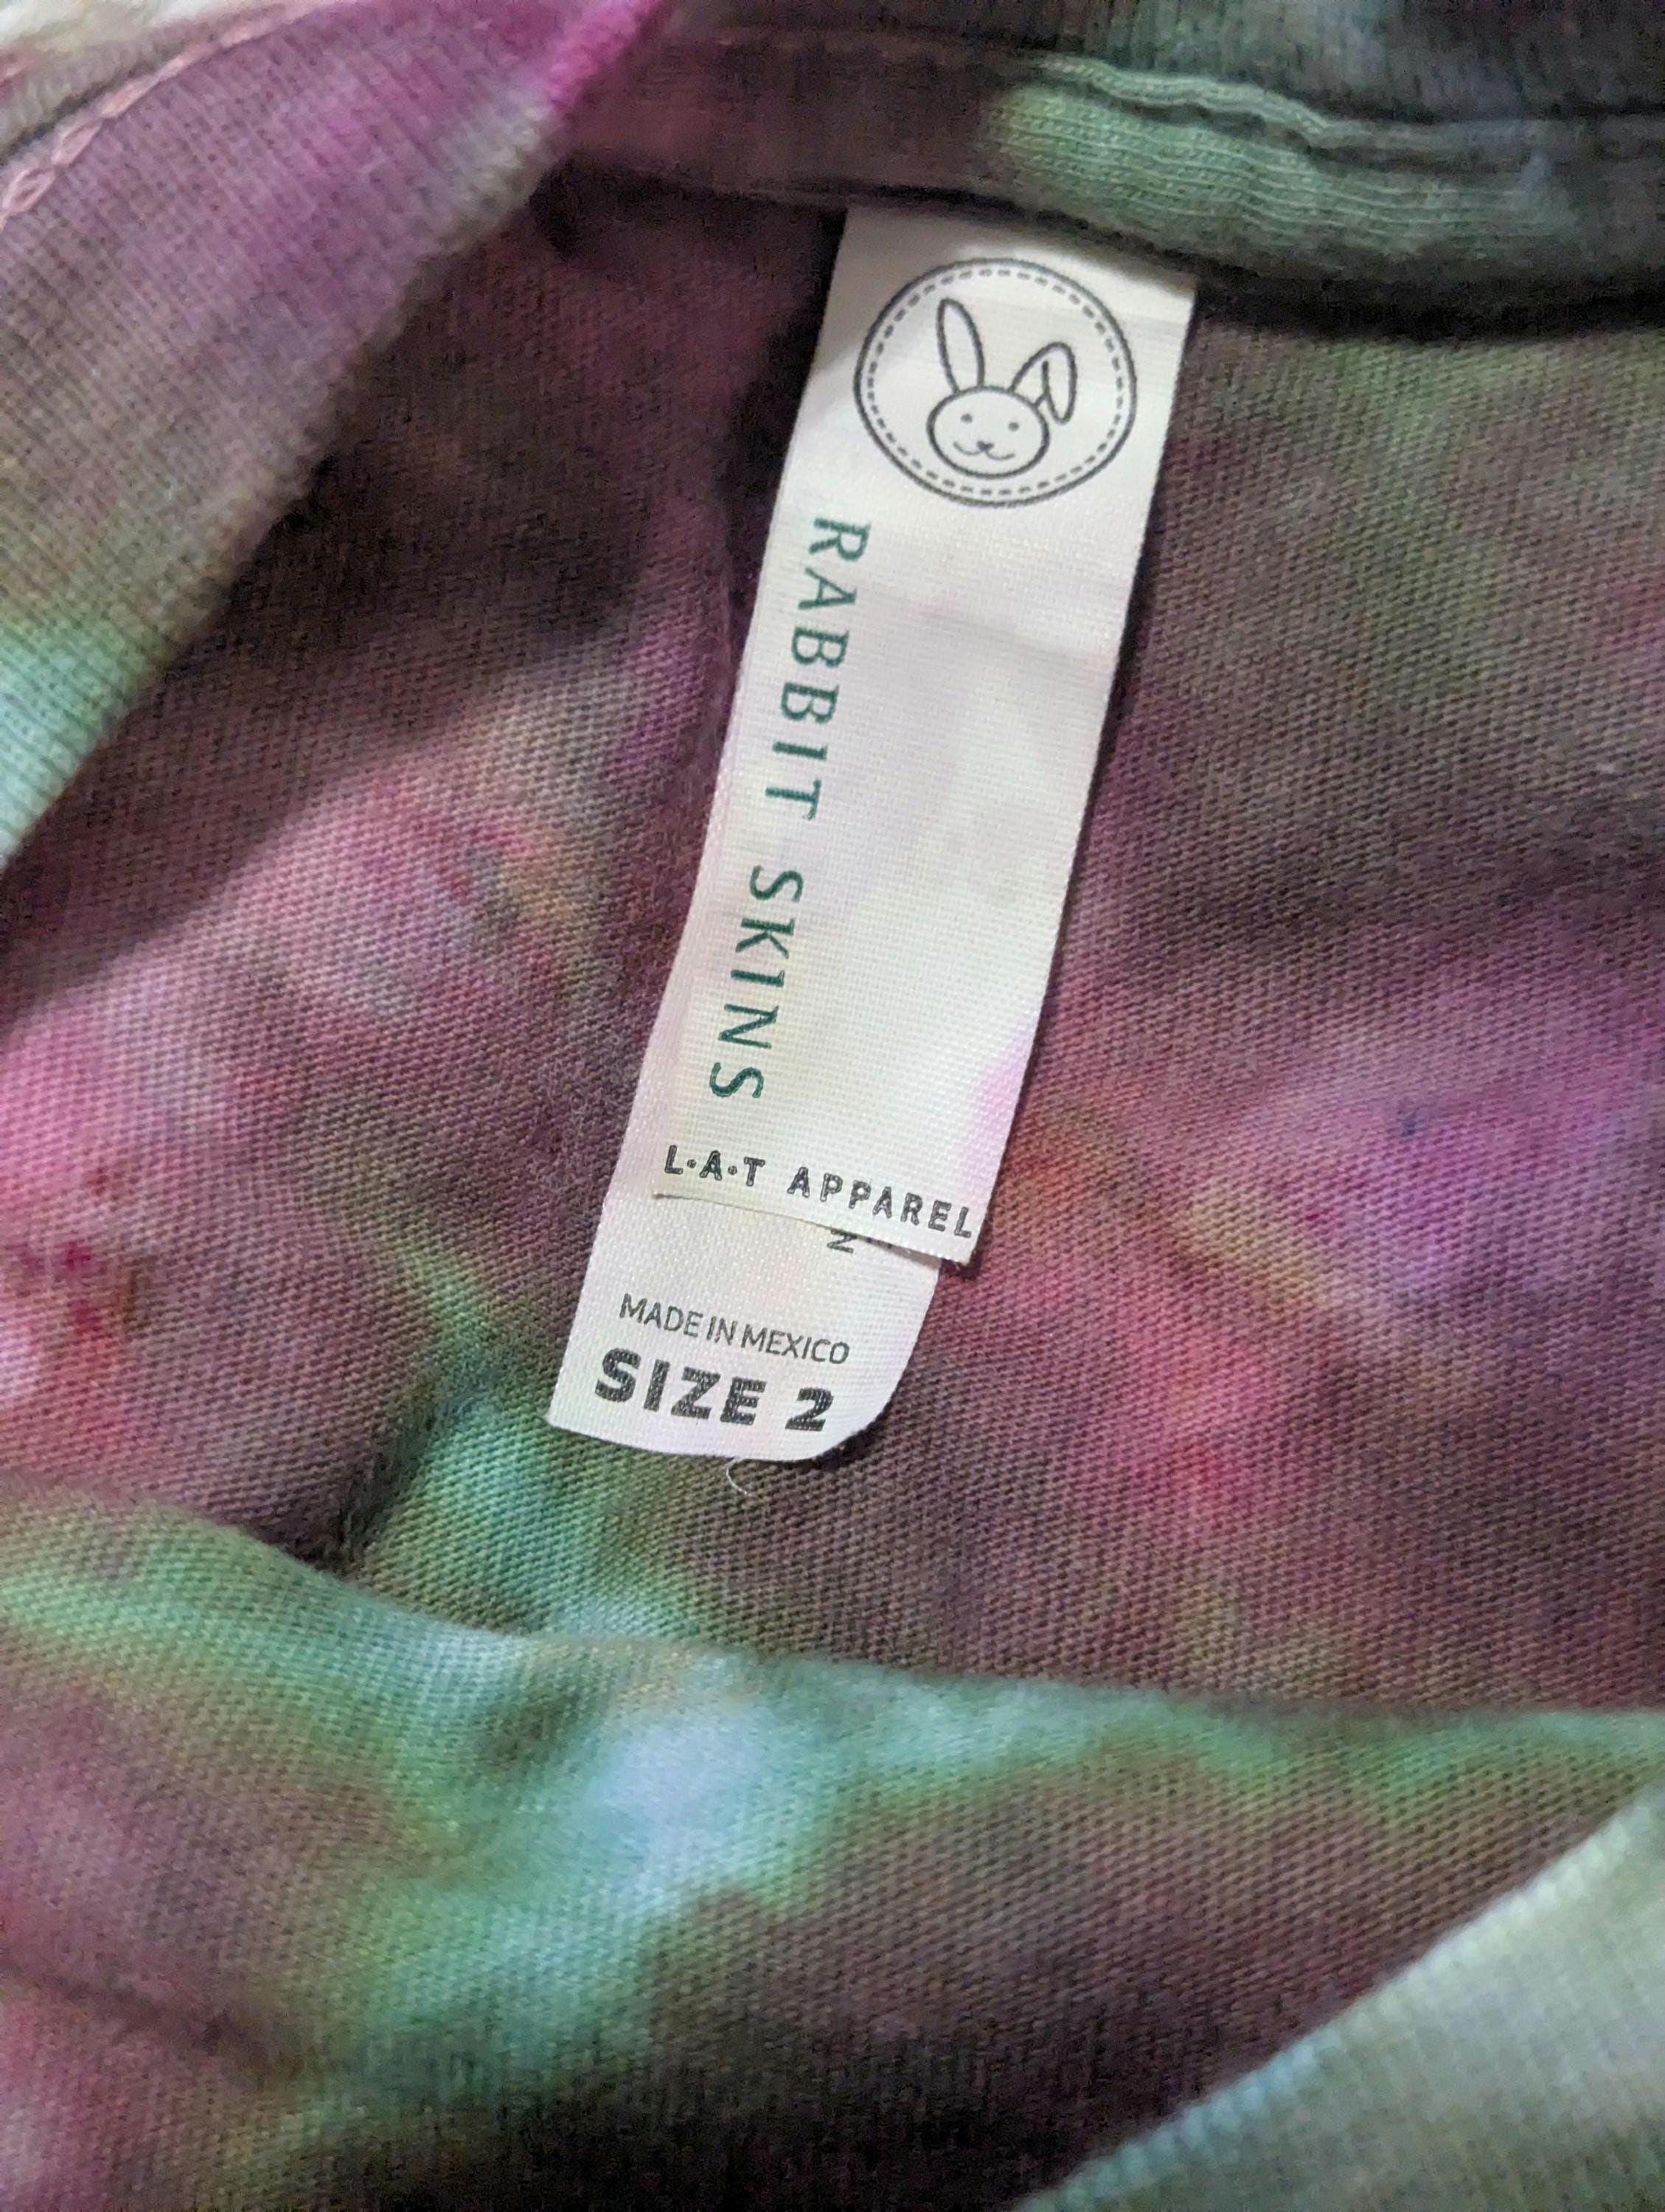 RABBIT SKINS
L·A·T APPAREL
MADE IN MEXICO
SIZE 2